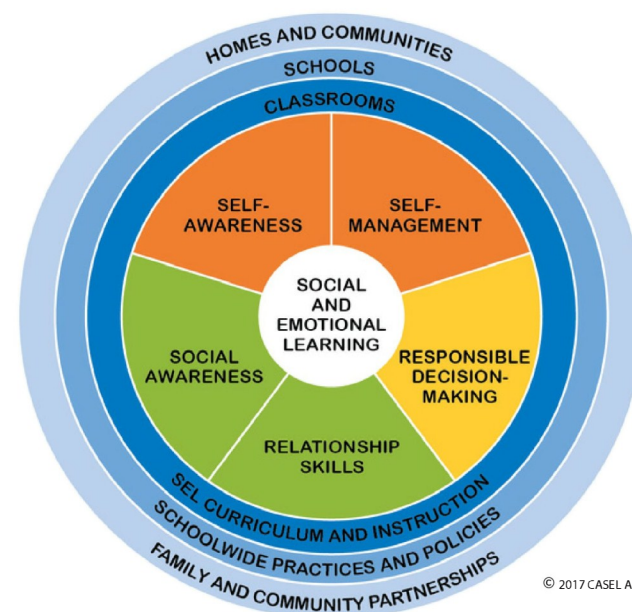 HOMES AND COMMUNITIES
SCHOOLS
CLASSROOMS
SELF-
AWARENESS
SELF-
MANAGEMENT
SOCIAL
AND
EMOTIONAL
LEARNING
SOCIAL
AWARENESS
RESPONSIBLE
DECISION-
MAKING
RELATIONSHIP
SKILLS
SEL CURRICULUM AND INSTRUCTION
SCHOOLWIDE PRACTICES AND POLICIES
FAMILY AND COMMUNITY PARTNERSHIPS
© 2017 CASEL A